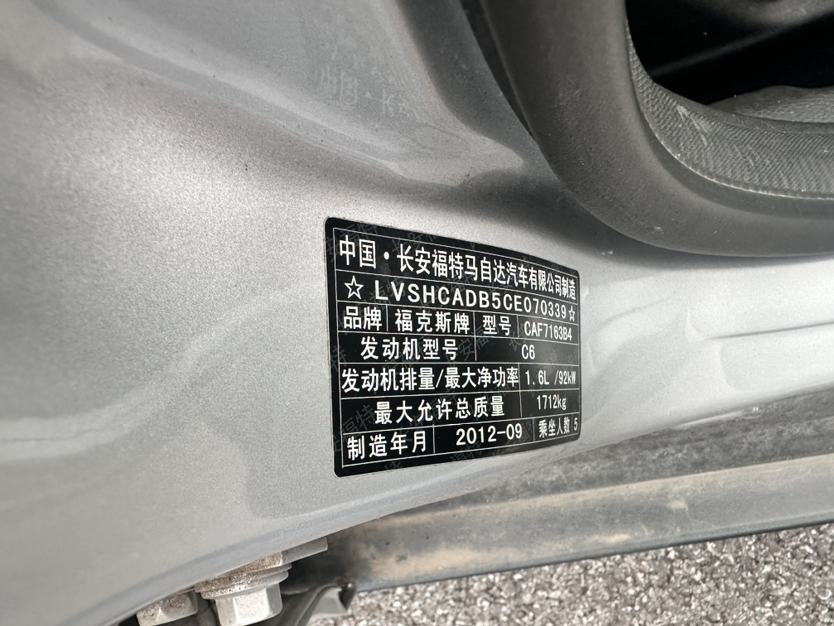 中国·长安福特马自达汽车有限公司制造
☆LVSHCADB5CE070339☆
品牌 福克斯牌 型号 CAF7163B4
发动机型号 C6
发动机排量/最大净功率 1.6L /92kW
最大允许总质量 1712kg
制造年月 2012-09 乘坐人数 5